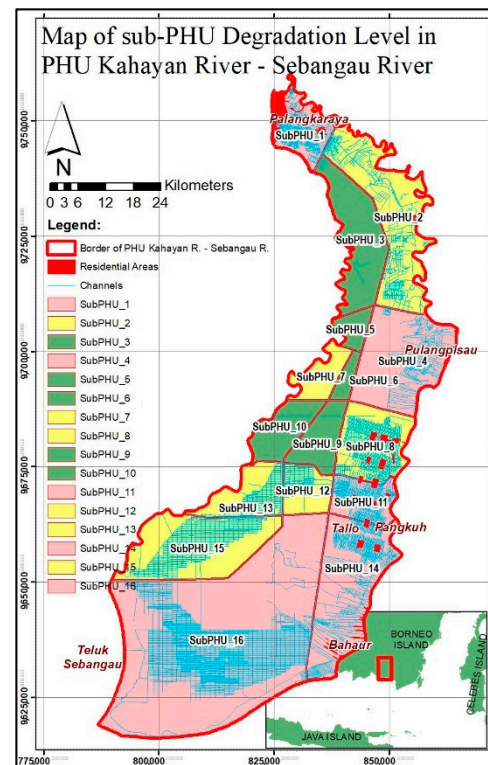 Map of sub-PHU Degradation Level in
PHU Kahayan River - Sebangau River
N
Kilometers
0 3 6 12 18 24
Legend:
Border of PHU Kahayan R. - Sebangau R.
Residential Areas
Channels
SubPHU_1
SubPHU_2
SubPHU_3
SubPHU_4
SubPHU_5
SubPHU_6
SubPHU_7
SubPHU_8
SubPHU_9
SubPHU_10
SubPHU_11
SubPHU_12
SubPHU_13
SubPHU_14
SubPHU_15
SubPHU_16
Palangkaraya
SubPHU_1
SubPHU_2
SubPHU_3
SubPHU_5
Pulangpisau
SubPHU_4
SubPHU_7
SubPHU_6
SubPHU_10
SubPHU_9
SubPHU_8
SubPHU_12
SubPHU_11
SubPHU_13
Tallo
Pangkuh
SubPHU_15
SubPHU_14
SubPHU_16
Bahaur
Teluk
Sebangau
BORNEO
ISLAND
CELERES ISLAND
JAVA ISLAND
9750000
9725000
9700000
9675000
9650000
9625000
775000
800000
825000
850000